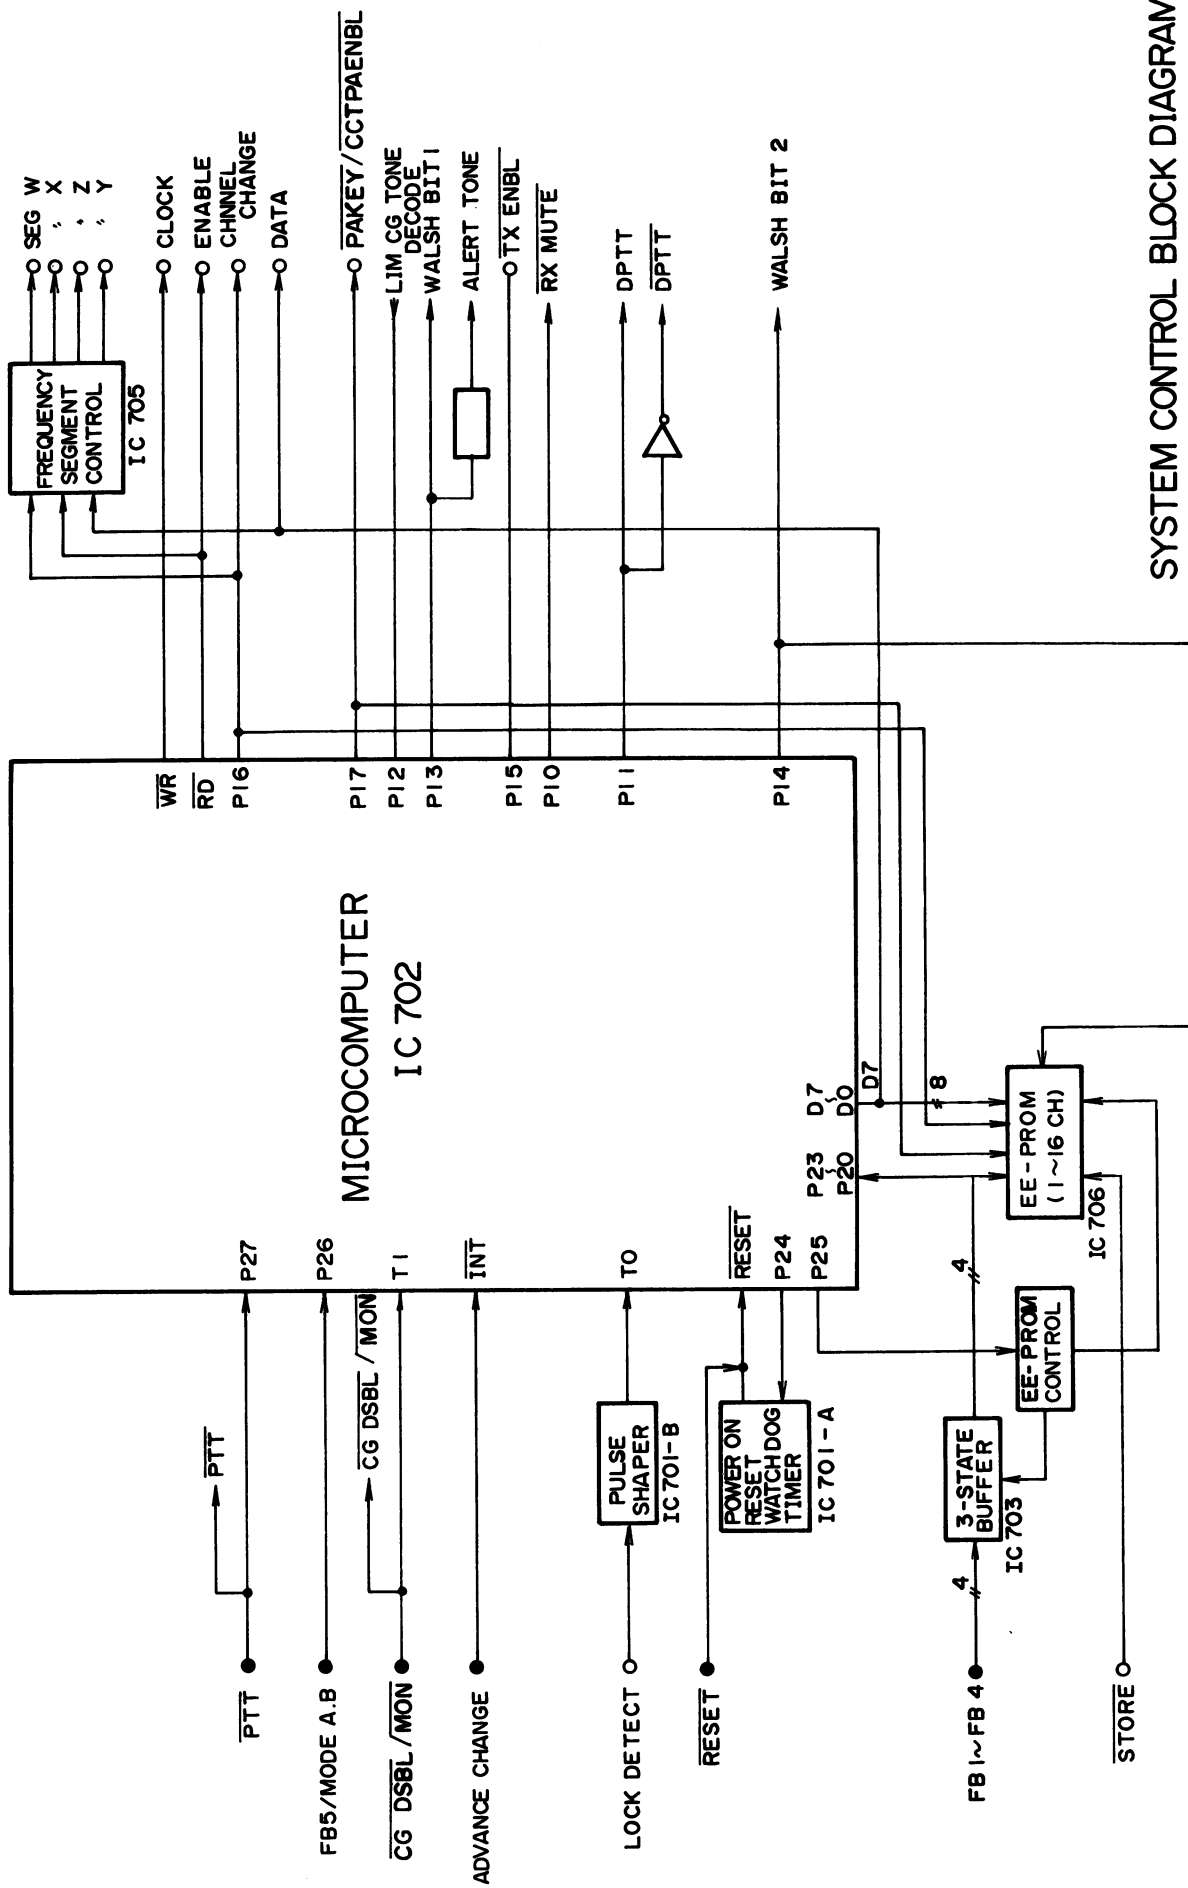 SEG W
" X
" Z
" Y
FREQUENCY
SEGMENT
CONTROL
IC 705
CLOCK
ENABLE
CHNNEL
CHANGE
DATA
PAKEY/CCTPAENBL
LIM CG TONE
DECODE
WALSH BIT 1
ALERT TONE
TX ENBL
RX MUTE
DPTT
DPTT
WALSH BIT 2
WR
RD
P16
P17
P12
P13
P15
P10
P11
P14
MICROCOMPUTER
IC 702
D7
~
D0
D7
8
P23
~
P20
P27
P26
T1
INT
T0
RESET
P24
P25
PTT
PTT
FB5/MODE A.B
CG DSBL/MON
CG DSBL/MON
ADVANCE CHANGE
LOCK DETECT
PULSE
SHAPER
IC701-B
RESET
POWER ON
RESET
WATCH DOG
TIMER
IC 701-A
FB 1~FB 4
4
3-STATE
BUFFER
IC 703
4
EE-PROM
CONTROL
EE-PROM
(1~16 CH)
IC 706
STORE
SYSTEM CONTROL BLOCK DIAGRAM